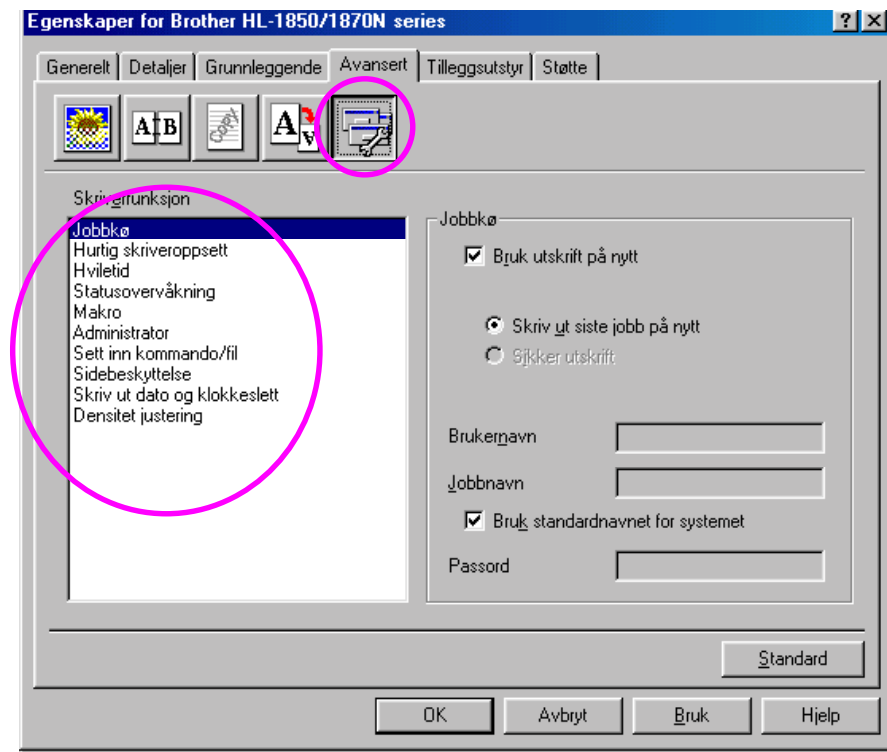 Egenskaper for Brother HL-1850/1870N series
Generelt Detaljer Grunnleggende Avansert Tilleggsutstyr Støtte
A B Copy A A
Skriverfunksjon
Jobbkø
Hurtig skriveroppsett
Hviletid
Statusovervåkning
Makro
Administrator
Sett inn kommando/fil
Sidebeskyttelse
Skriv ut dato og klokkeslett
Densitet justering
Jobbkø
Bruk utskrift på nytt
Skriv ut siste jobb på nytt
Sikker utskrift
Brukernavn
Jobbnavn
Bruk standardnavnet for systemet
Passord
Standard
OK Avbryt Bruk Hjelp